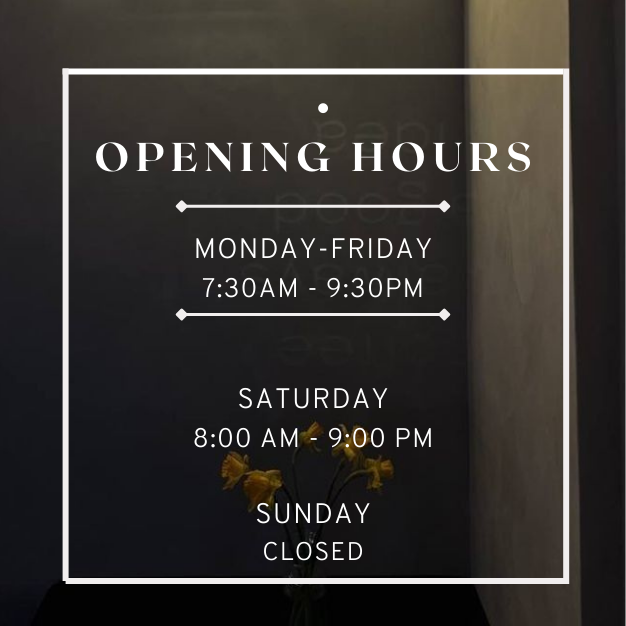 OPENING HOURS
MONDAY-FRIDAY
7:30AM - 9:30PM
SATURDAY
8:00 AM - 9:00 PM
SUNDAY
CLOSED